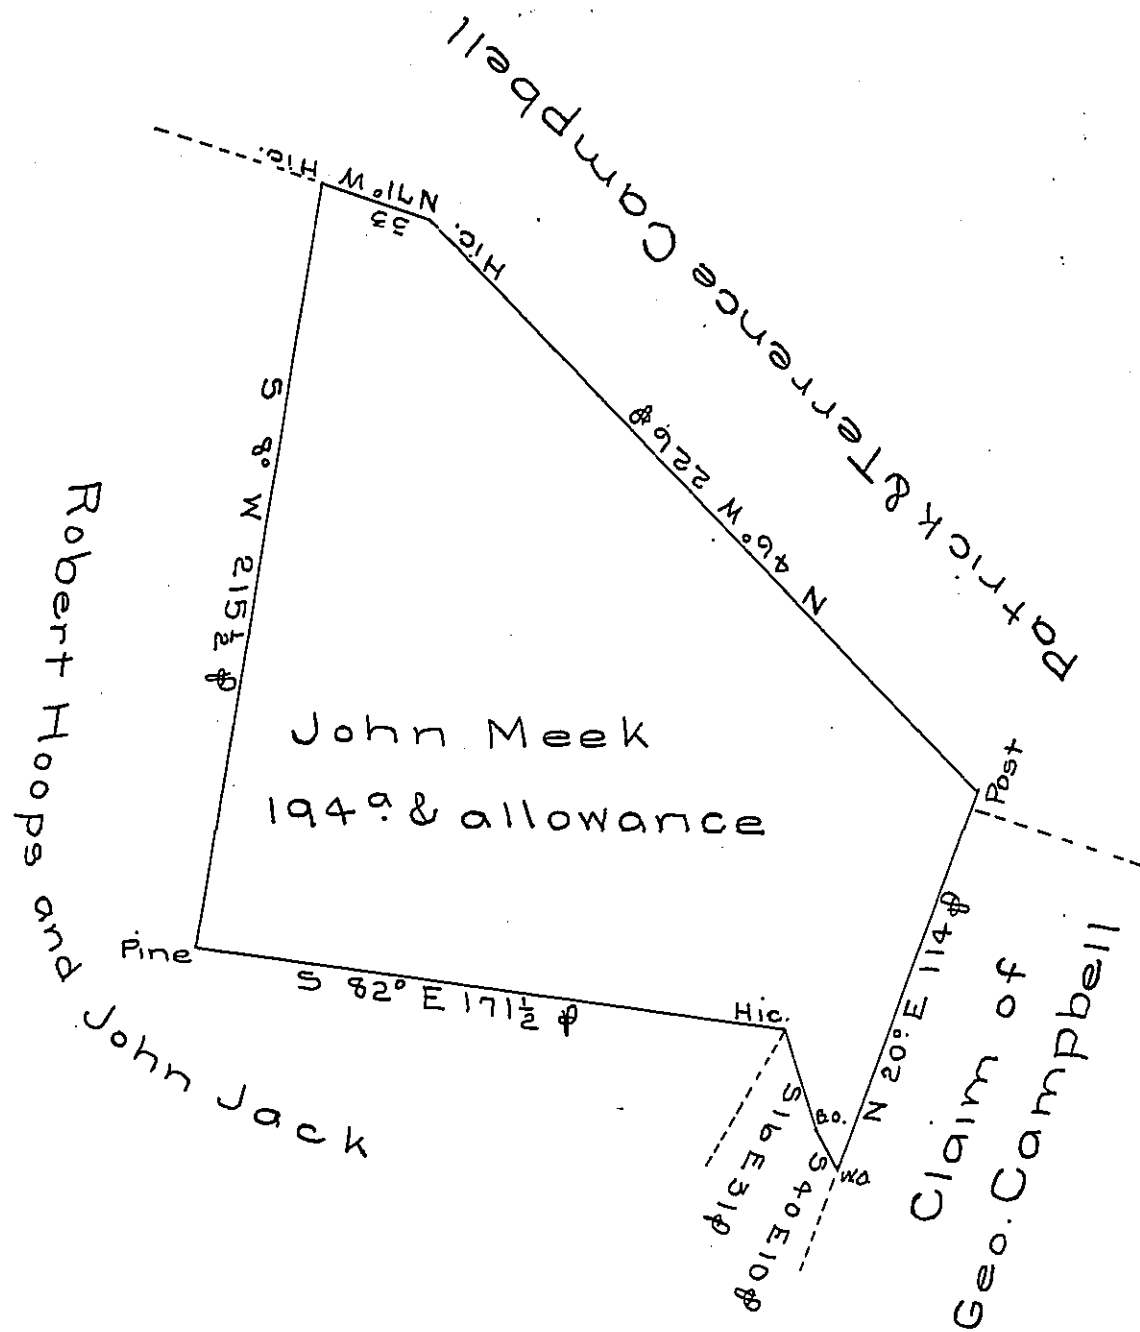 Patrick & Terrence Campbell
Hic.
N 71° W
33
Hic.
N 46° W 226 ꝑ
S 8° W 215½ ꝑ
Robert Hoops and John Jack
John Meek
194 a. & allowance
Post
N 20° E 114 ꝑ
Claim of
Geo. Campbell
Pine
S 82° E 171½ ꝑ
Hic.
S 16 E 31 ꝑ
B.O.
S 40 E 10 ꝑ
W.O.